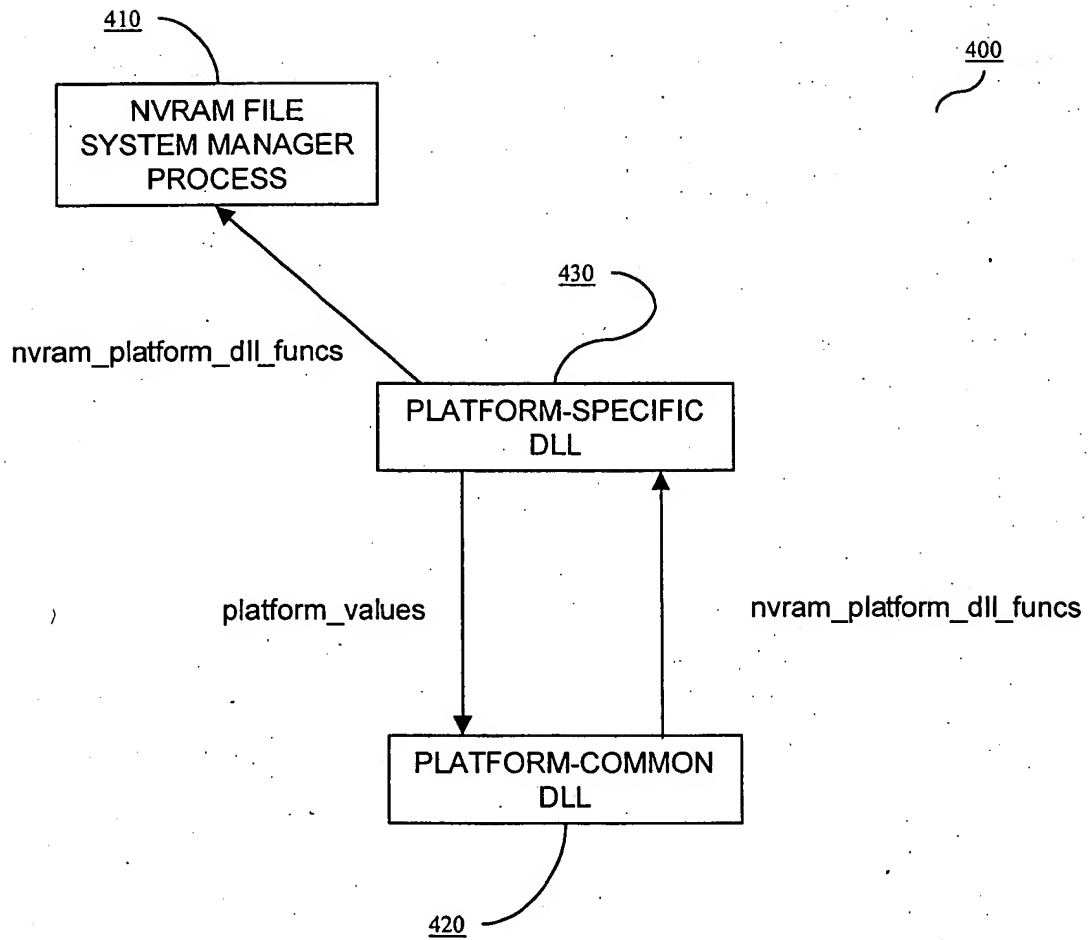 410
400
NVRAM FILE
SYSTEM MANAGER
PROCESS
430
nvram_platform_dll_funcs
PLATFORM-SPECIFIC
DLL
platform_values
nvram_platform_dll_funcs
PLATFORM-COMMON
DLL
420